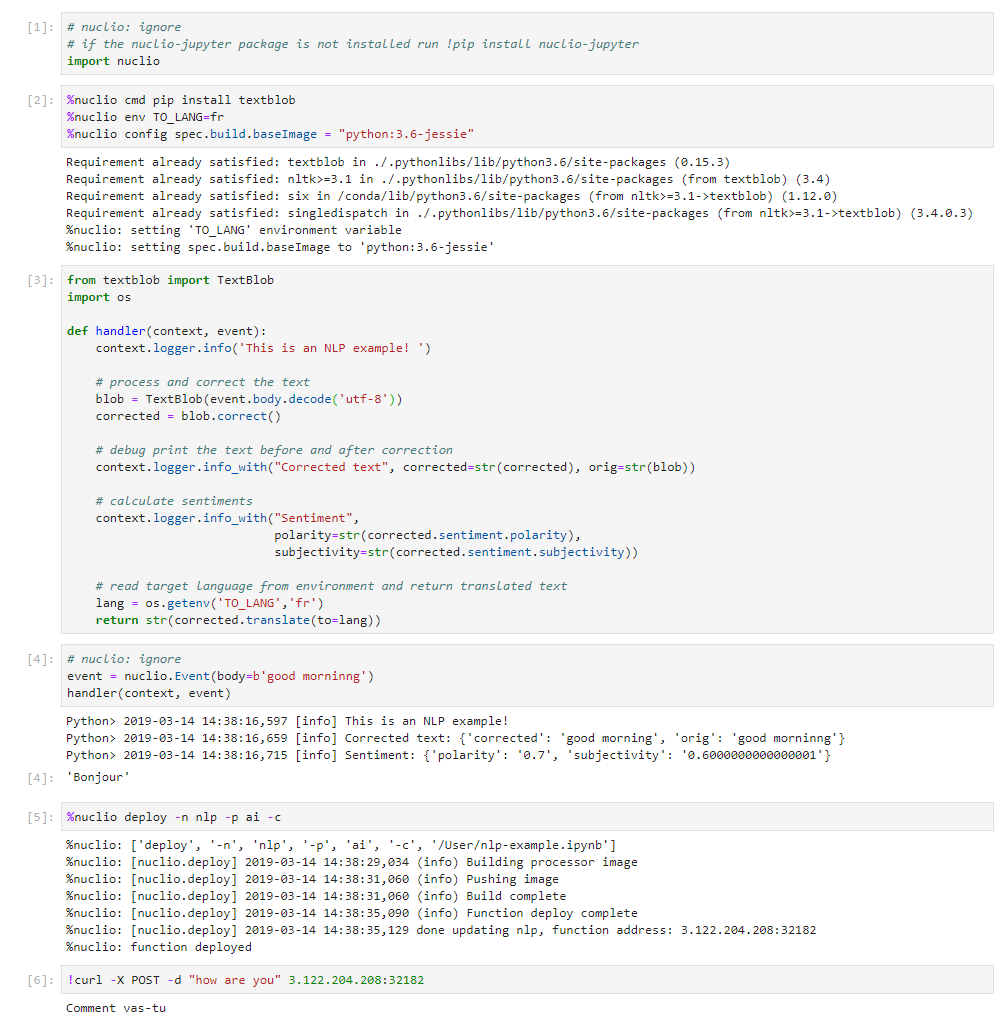 [1]: # nuclio: ignore
# if the nuclio-jupyter package is not installed run !pip install nuclio-jupyter
import nuclio
[2]: %nuclio cmd pip install textblob
%nuclio env TO_LANG=fr
%nuclio config spec.build.baseImage = "python:3.6-jessie"
Requirement already satisfied: textblob in ./.pythonlibs/lib/python3.6/site-packages (0.15.3)
Requirement already satisfied: nltk>=3.1 in ./.pythonlibs/lib/python3.6/site-packages (from textblob) (3.4)
Requirement already satisfied: six in /conda/lib/python3.6/site-packages (from nltk>=3.1->textblob) (1.12.0)
Requirement already satisfied: singledispatch in ./.pythonlibs/lib/python3.6/site-packages (from nltk>=3.1->textblob) (3.4.0.3)
%nuclio: setting 'TO_LANG' environment variable
%nuclio: setting spec.build.baseImage to 'python:3.6-jessie'
[3]: from textblob import TextBlob
import os
def handler(context, event):
    context.logger.info('This is an NLP example! ')
    # process and correct the text
    blob = TextBlob(event.body.decode('utf-8'))
    corrected = blob.correct()
    # debug print the text before and after correction
    context.logger.info_with("Corrected text", corrected=str(corrected), orig=str(blob))
    # calculate sentiments
    context.logger.info_with("Sentiment",
                             polarity=str(corrected.sentiment.polarity),
                             subjectivity=str(corrected.sentiment.subjectivity))
    # read target language from environment and return translated text
    lang = os.getenv('TO_LANG','fr')
    return str(corrected.translate(to=lang))
[4]: # nuclio: ignore
event = nuclio.Event(body=b'good morninng')
handler(context, event)
Python> 2019-03-14 14:38:16,597 [info] This is an NLP example!
Python> 2019-03-14 14:38:16,659 [info] Corrected text: {'corrected': 'good morning', 'orig': 'good morninng'}
Python> 2019-03-14 14:38:16,715 [info] Sentiment: {'polarity': '0.7', 'subjectivity': '0.6000000000000001'}
[4]: 'Bonjour'
[5]: %nuclio deploy -n nlp -p ai -c
%nuclio: ['deploy', '-n', 'nlp', '-p', 'ai', '-c', '/User/nlp-example.ipynb']
%nuclio: [nuclio.deploy] 2019-03-14 14:38:29,034 (info) Building processor image
%nuclio: [nuclio.deploy] 2019-03-14 14:38:31,060 (info) Pushing image
%nuclio: [nuclio.deploy] 2019-03-14 14:38:31,060 (info) Build complete
%nuclio: [nuclio.deploy] 2019-03-14 14:38:35,090 (info) Function deploy complete
%nuclio: [nuclio.deploy] 2019-03-14 14:38:35,129 done updating nlp, function address: 3.122.204.208:32182
%nuclio: function deployed
[6]: !curl -X POST -d "how are you" 3.122.204.208:32182
Comment vas-tu